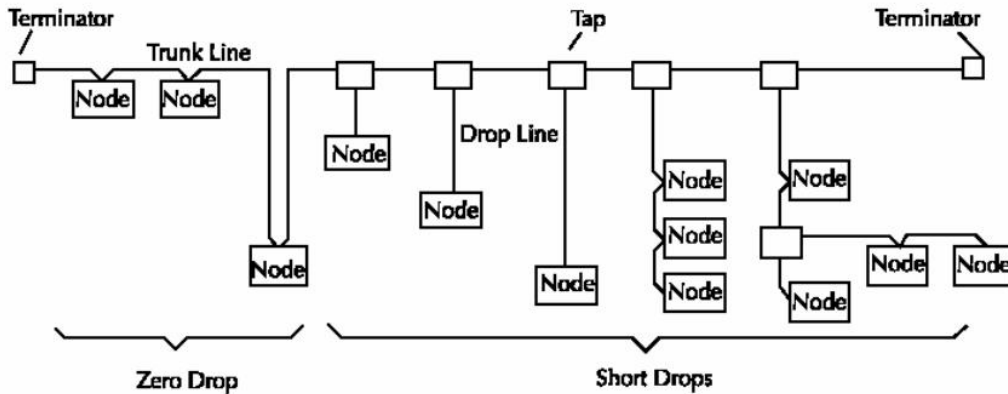 Terminator
Tap
Terminator
Trunk Line
Node
Node
Drop Line
Node
Node
Node
Node
Node
Node
Node
Node
Node
Node
Node
Node
Zero Drop
Short Drops